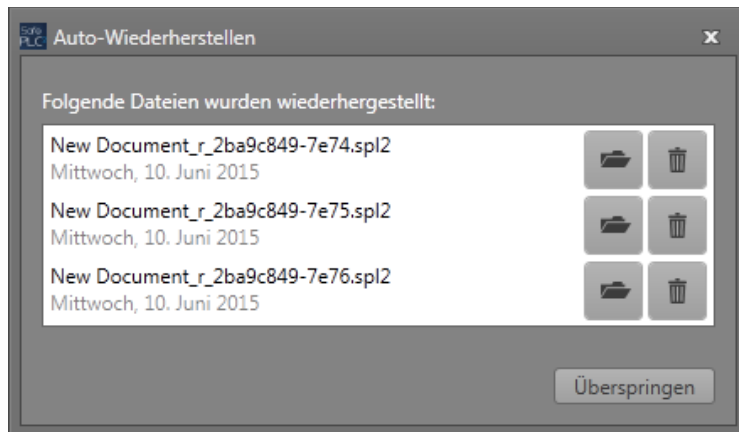 Safe
PLC
Auto-Wiederherstellen
x
Folgende Dateien wurden wiederhergestellt:
New Document_r_2ba9c849-7e74.spl2
Mittwoch, 10. Juni 2015
New Document_r_2ba9c849-7e75.spl2
Mittwoch, 10. Juni 2015
New Document_r_2ba9c849-7e76.spl2
Mittwoch, 10. Juni 2015
Überspringen